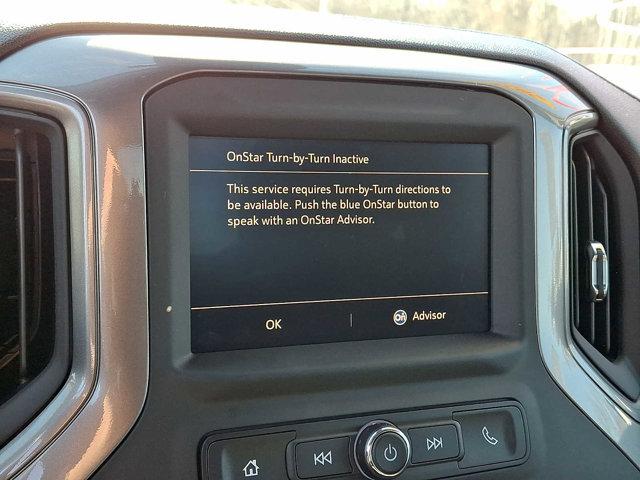 OnStar Turn-by-Turn Inactive
This service requires Turn-by-Turn directions to
be available. Push the blue OnStar button to
speak with an OnStar Advisor.
OK
On Advisor